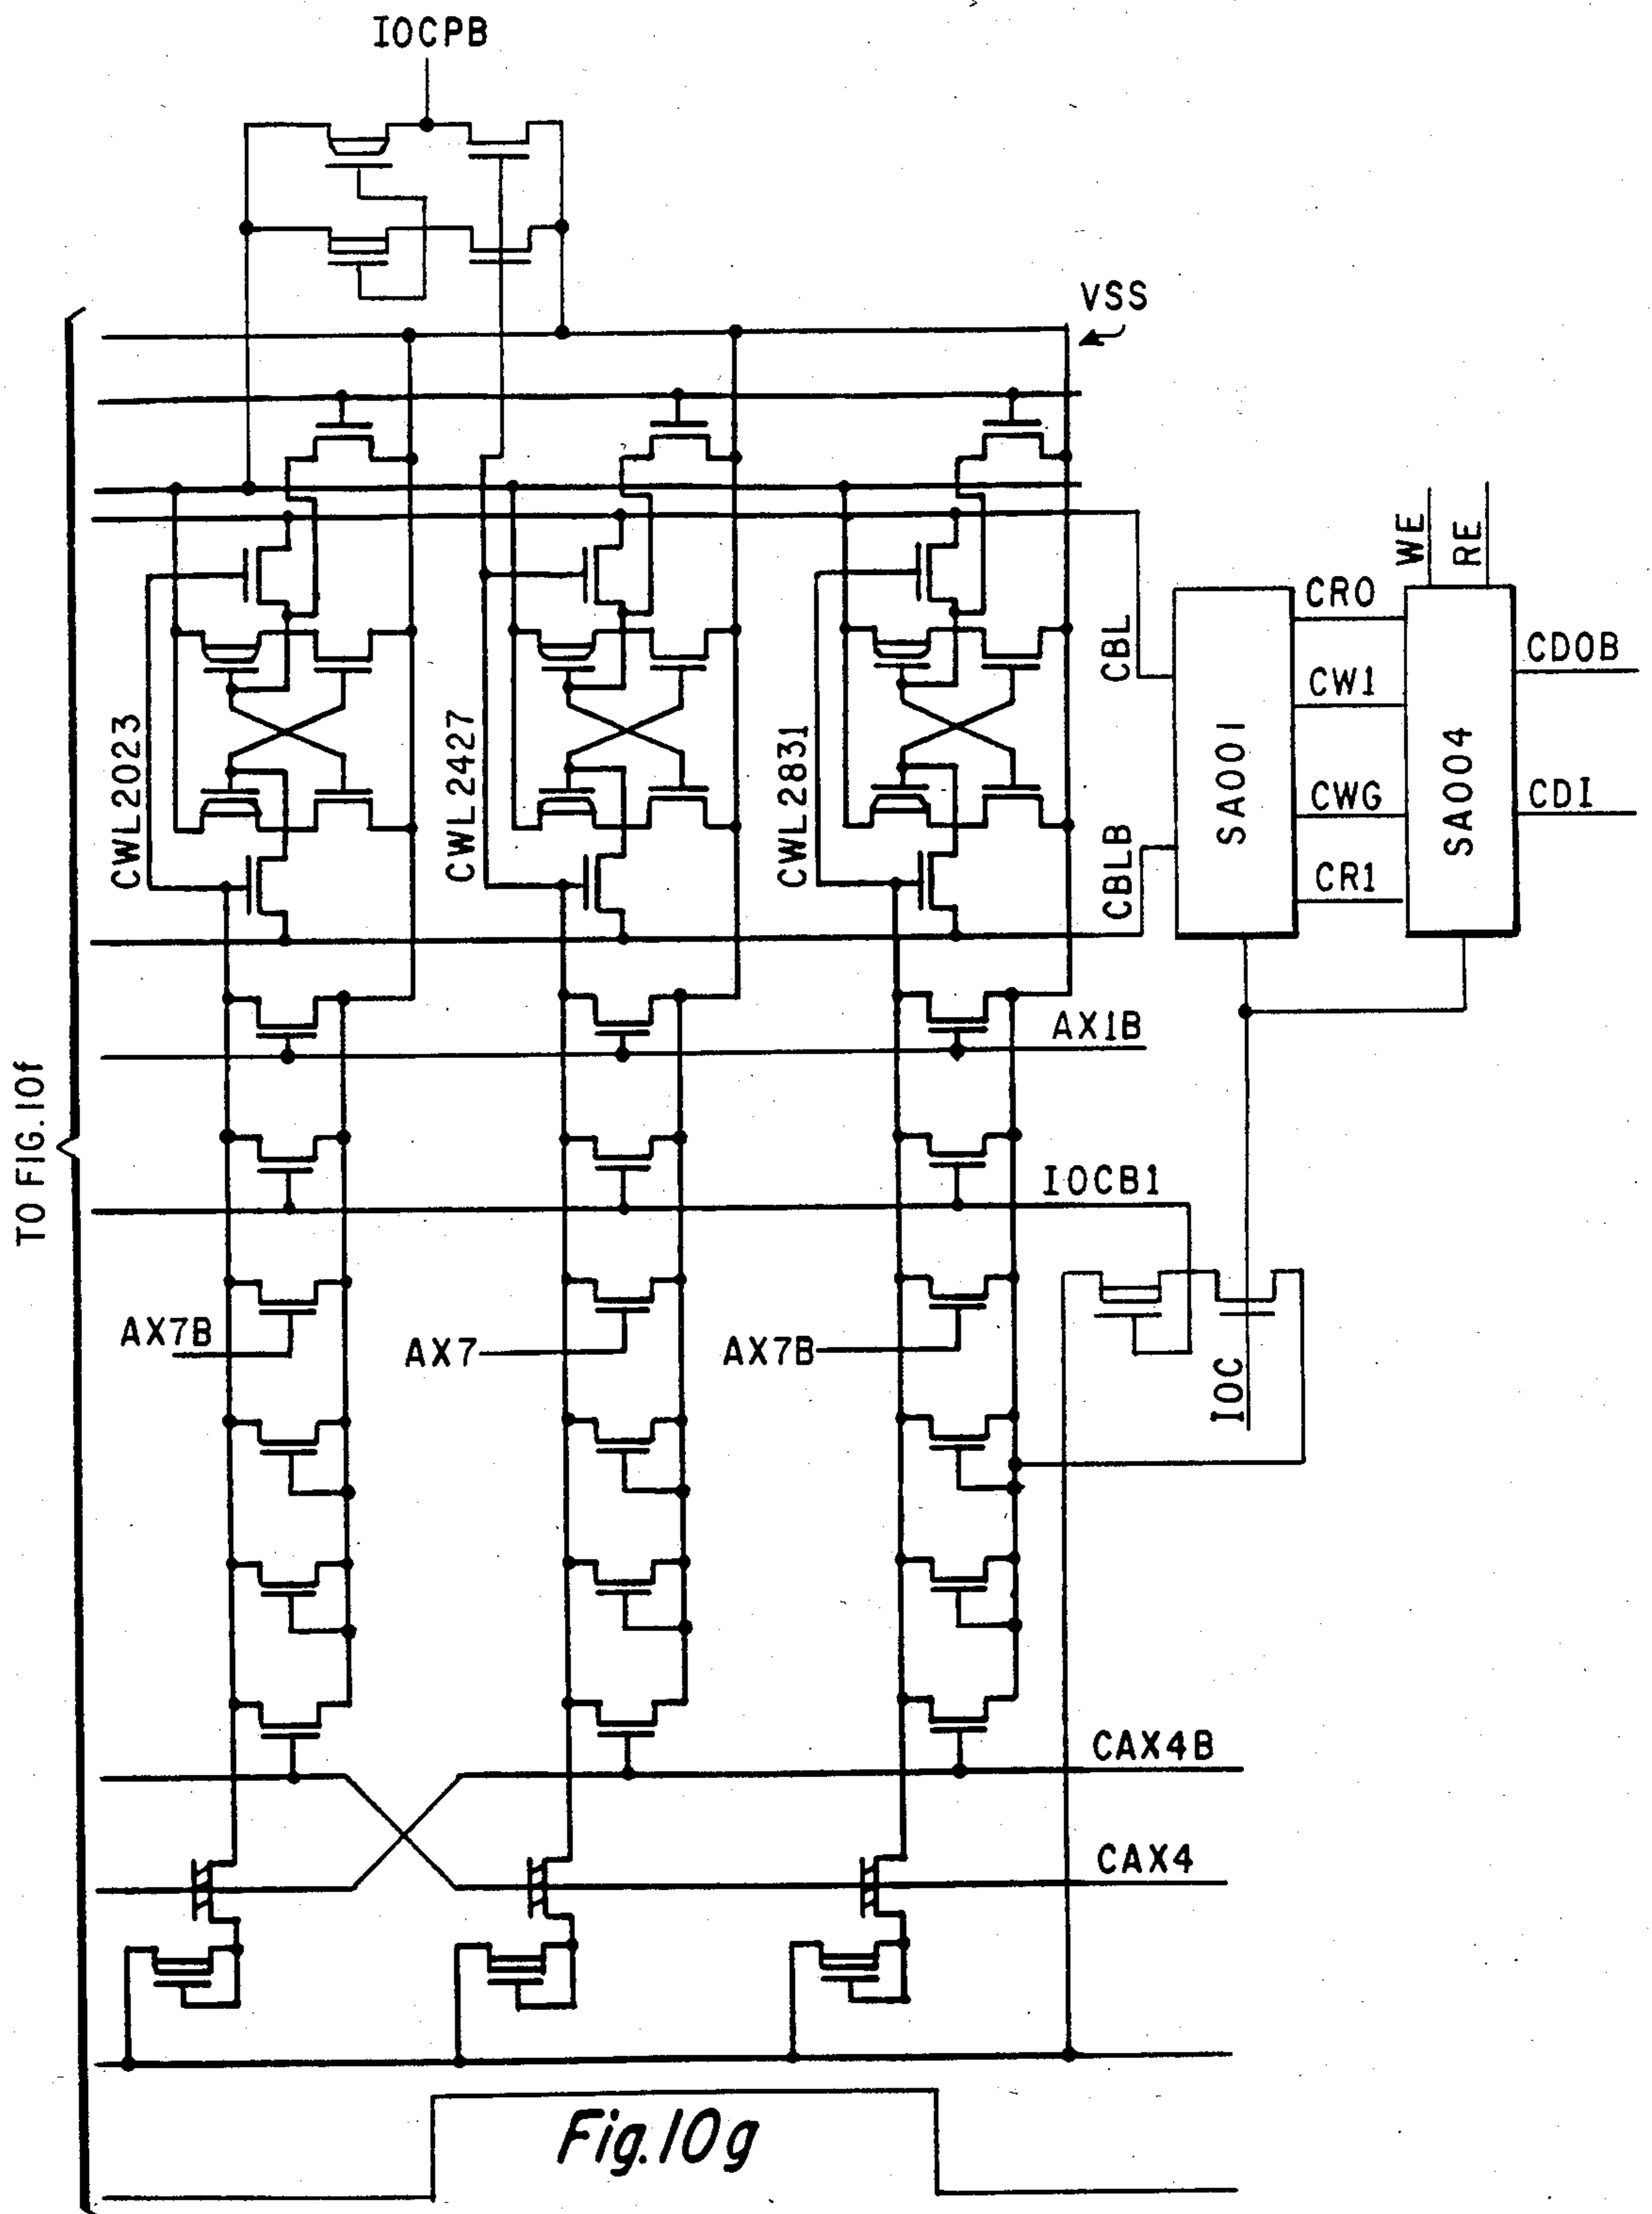 IOCPB
VSS
WE
RE
CBL
CRO
CW1
CWG
CR1
CDOB
CDI
SA001
SA004
CWL2023
CWL2427
CWL2831
CBLB
AX1B
TO FIG.10f
IOCB1
AX7B
AX7
AX7B
IOC
CAX4B
CAX4
Fig.10g